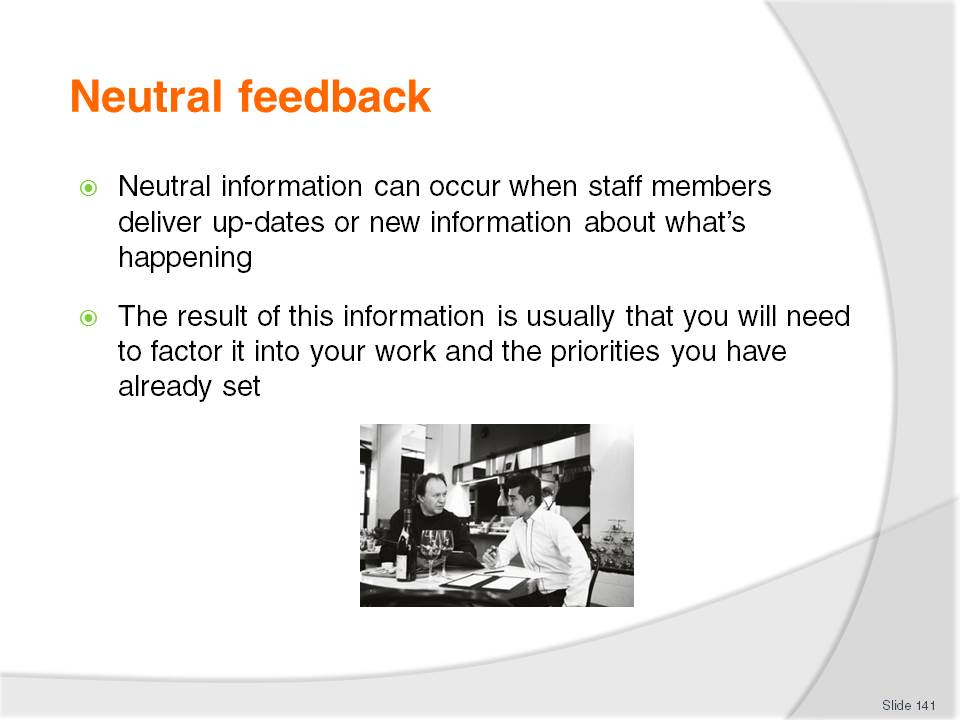 Neutral feedback
Neutral information can occur when staff members
deliver up-dates or new information about what’s
happening
The result of this information is usually that you will need
to factor it into your work and the priorities you have
already set
Slide 141